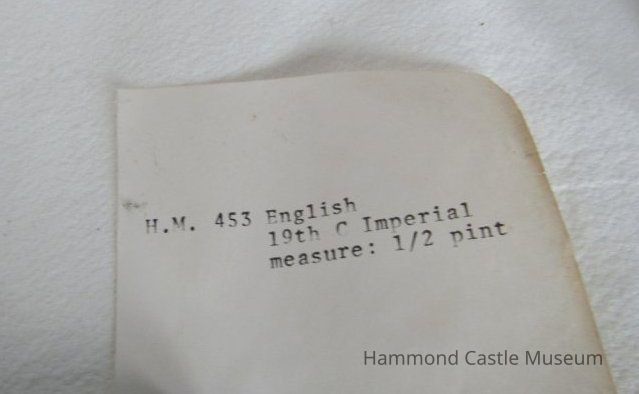 H.M. 453 English
19th C Imperial
measure: 1/2 pint
Hammond Castle Museum